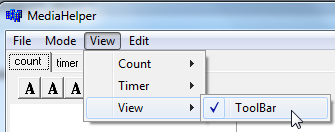 MediaHelper
File Mode View Edit
count timer
Count
Timer
View ✓ ToolBar
A A A